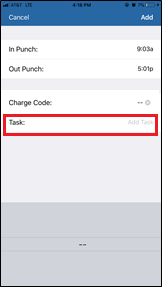 AT&T LTE 4:19 PM
Cancel Add
In Punch: 9:03a
Out Punch: 5:01p
Charge Code: --
Task: Add Task
--